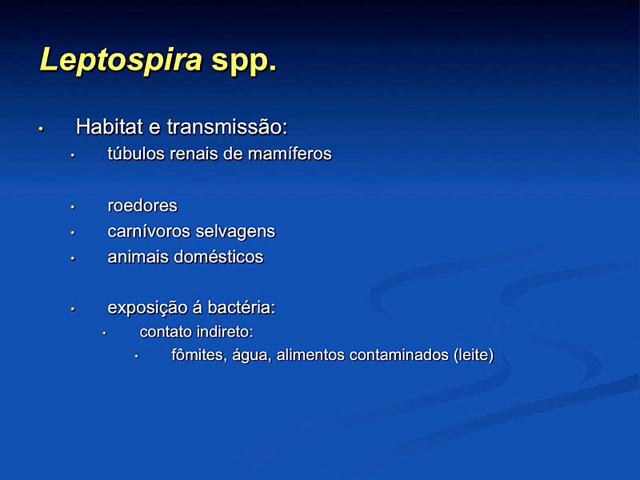 Leptospira spp.
Habitat e transmissão:
túbulos renais de mamíferos
roedores
carnívoros selvagens
animais domésticos
exposição á bactéria:
contato indireto:
fômites, água, alimentos contaminados (leite)